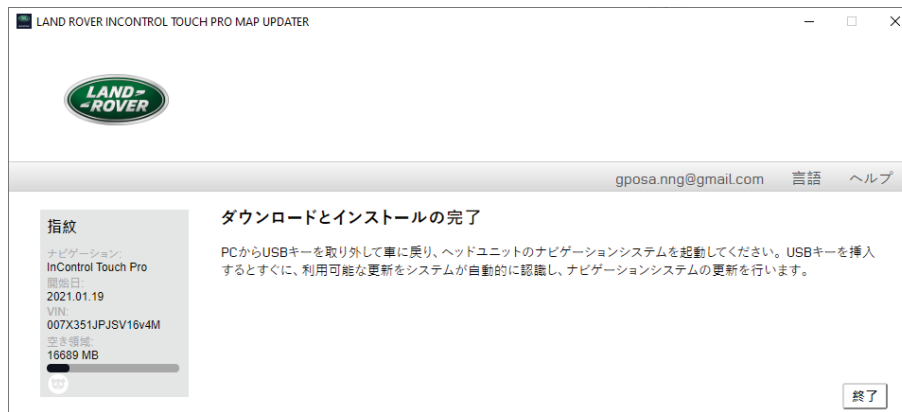 LAND ROVER INCONTROL TOUCH PRO MAP UPDATER
LAND-
-ROVER
gposa.nng@gmail.com 言語 ヘルプ
指紋
ナビゲーション:
InControl Touch Pro
開始日:
2021.01.19
VIN:
007X351JPJSV16v4M
空き領域:
16689 MB
ダウンロードとインストールの完了
PCからUSBキーを取り外して車に戻り、ヘッドユニットのナビゲーションシステムを起動してください。USBキーを挿入
するとすぐに、利用可能な更新をシステムが自動的に認識し、ナビゲーションシステムの更新を行います。
終了